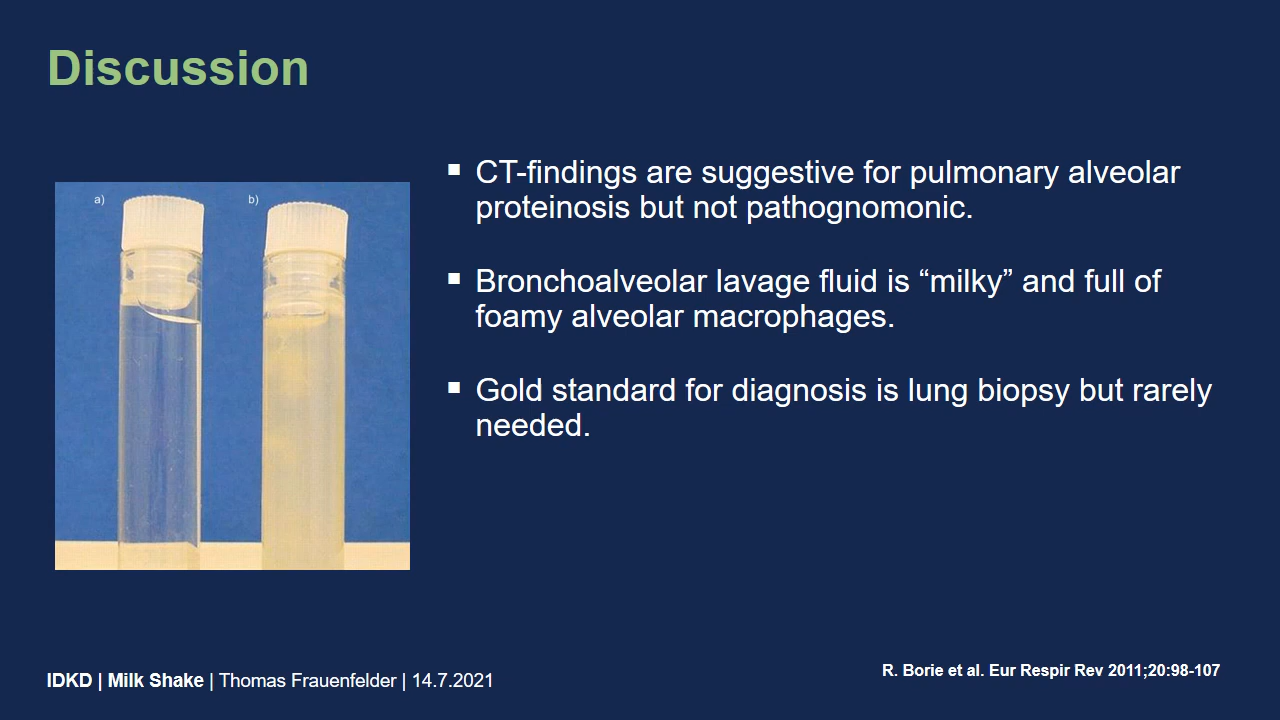 Discussion
a)
b)
▪ CT-findings are suggestive for pulmonary alveolar
proteinosis but not pathognomonic.
▪ Bronchoalveolar lavage fluid is “milky” and full of
foamy alveolar macrophages.
▪ Gold standard for diagnosis is lung biopsy but rarely
needed.
IDKD | Milk Shake | Thomas Frauenfelder | 14.7.2021
R. Borie et al. Eur Respir Rev 2011;20:98-107